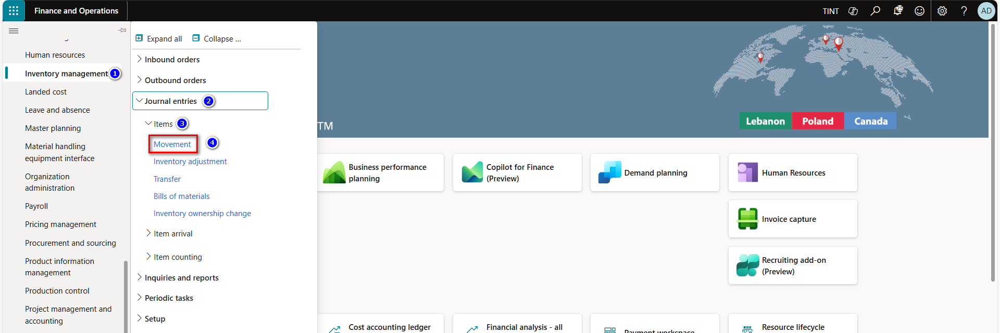 Finance and Operations
TINT
25
?
AD
Human resources
Inventory management 1
Landed cost
Leave and absence
Master planning
Material handling
equipment interface
Organization
administration
Payroll
Pricing management
Procurement and sourcing
Product information
management
Production control
Project management and
accounting
Expand all
Collapse ...
Inbound orders
Outbound orders
Journal entries 2
Items 3
Movement 4
Inventory adjustment
Transfer
Bills of materials
Inventory ownership change
Item arrival
Item counting
Inquiries and reports
Periodic tasks
Setup
TM
Lebanon
Poland
Canada
Business performance
planning
Copilot for Finance
(Preview)
Demand planning
Human Resources
Invoice capture
Recruiting add-on
(Preview)
Cost accounting ledger
Financial analysis - all
Payment workspace
Resource lifecycle